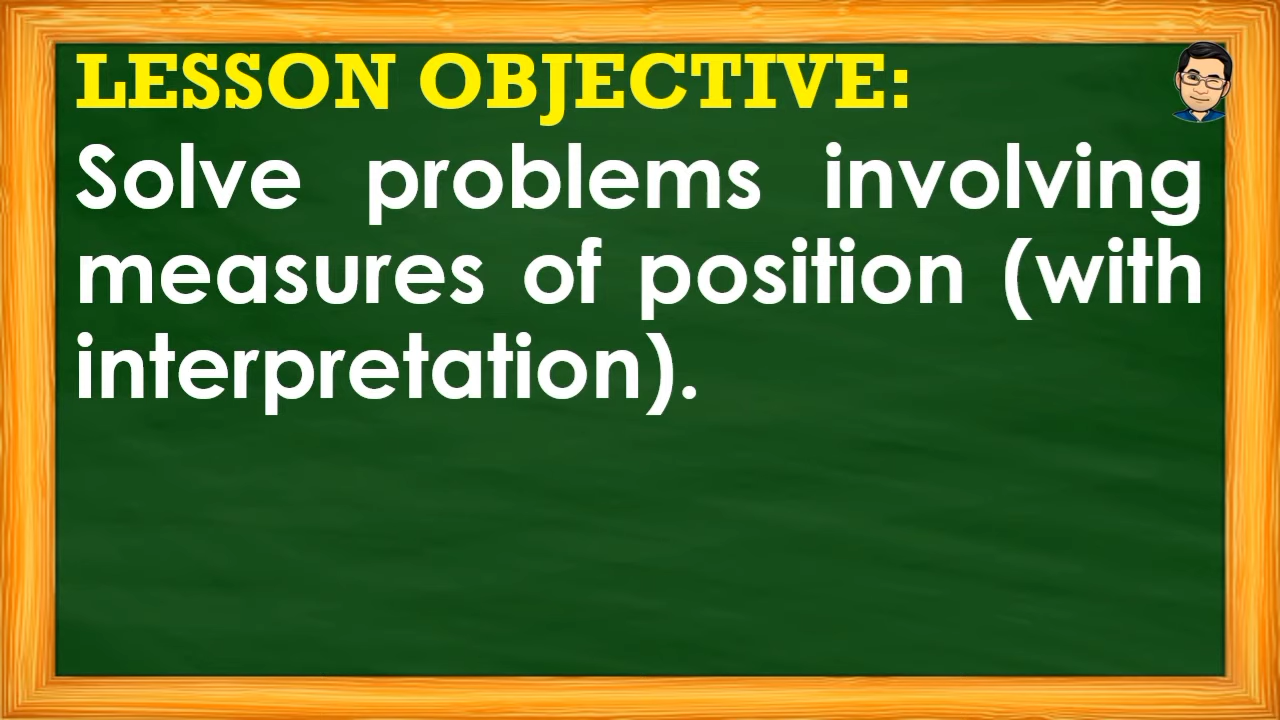 LESSON OBJECTIVE:
Solve problems involving
measures of position (with
interpretation).